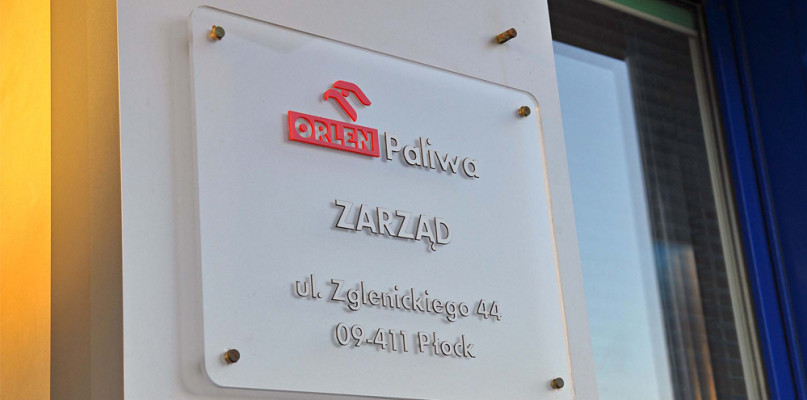 ORLEN Paliwa
ZARZĄD
ul. Zglenickiego 44
09-411 Płock